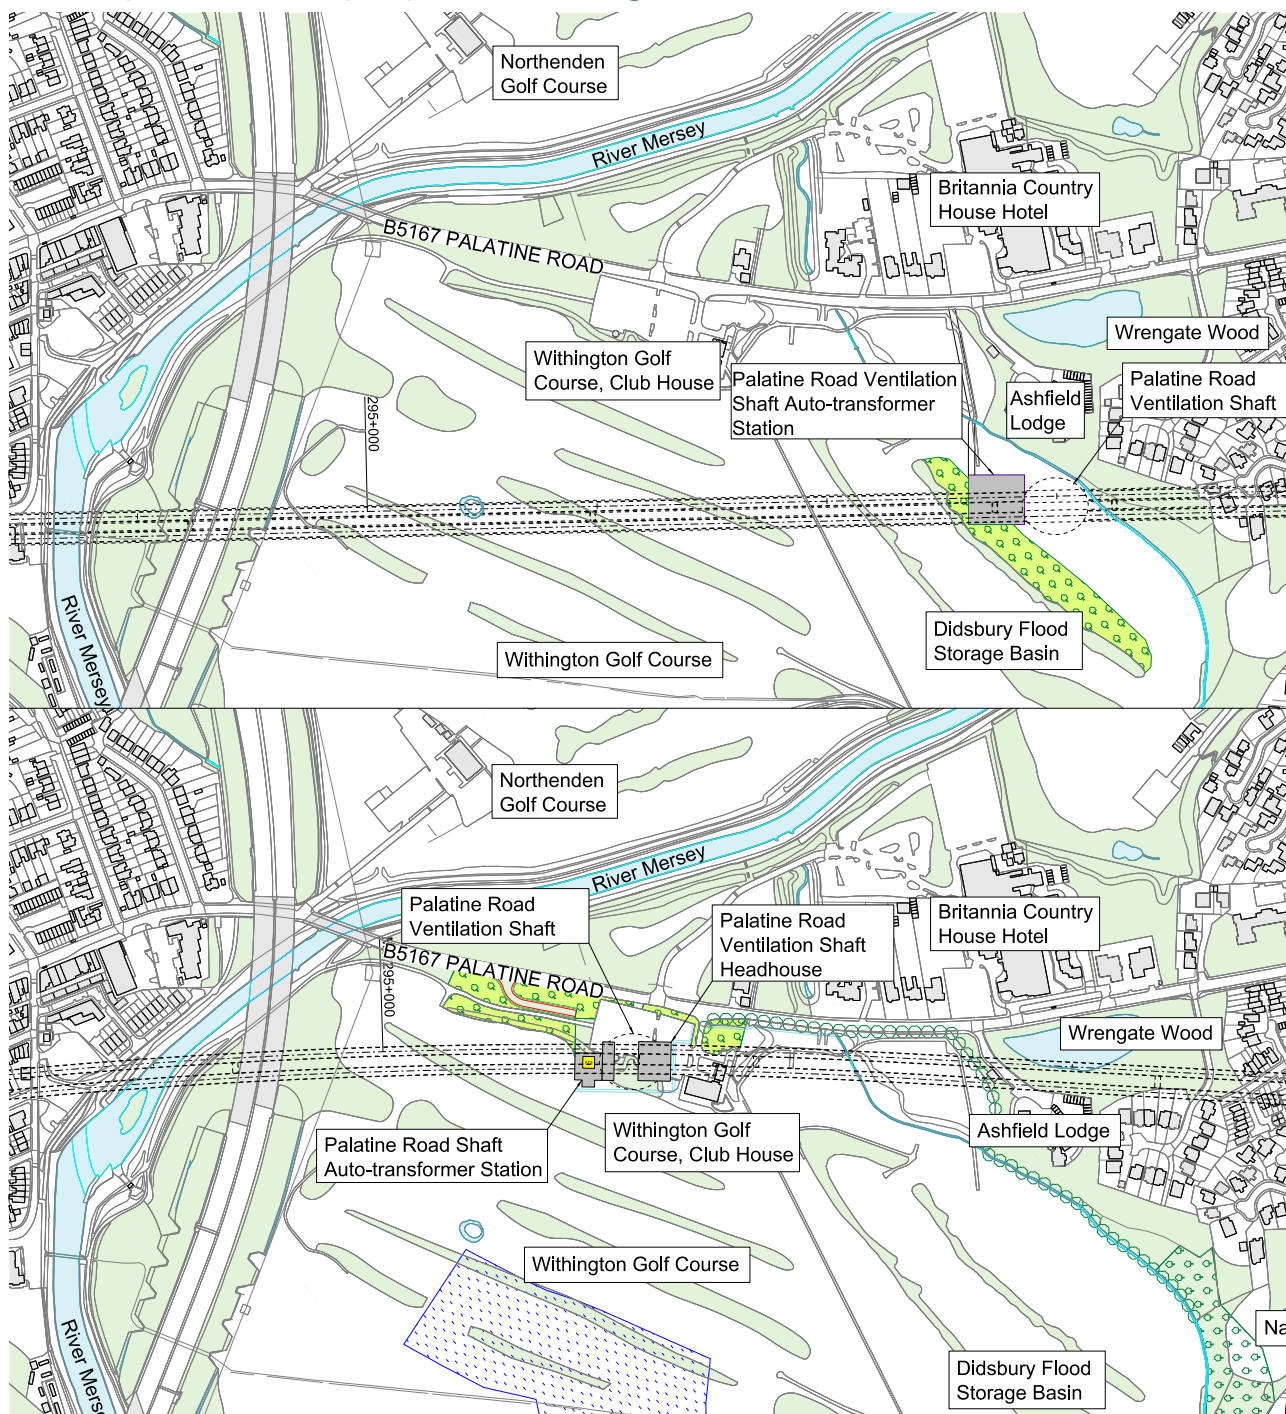 Northenden
Golf Course
River Mersey
Britannia Country
House Hotel
B5167 PALATINE ROAD
Wrengate Wood
Withington Golf
Course, Club House
Palatine Road Ventilation
Shaft Auto-transformer
Station
Ashfield
Lodge
Palatine Road
Ventilation Shaft
295+000
River Mersey
Didsbury Flood
Storage Basin
Withington Golf Course
Northenden
Golf Course
River Mersey
Palatine Road
Ventilation Shaft
Palatine Road
Ventilation Shaft
Headhouse
Britannia Country
House Hotel
B5167 PALATINE ROAD
295+000
Wrengate Wood
Palatine Road Shaft
Auto-transformer Station
Withington Golf
Course, Club House
Ashfield Lodge
Withington Golf Course
River Merse
Na
Didsbury Flood
Storage Basin